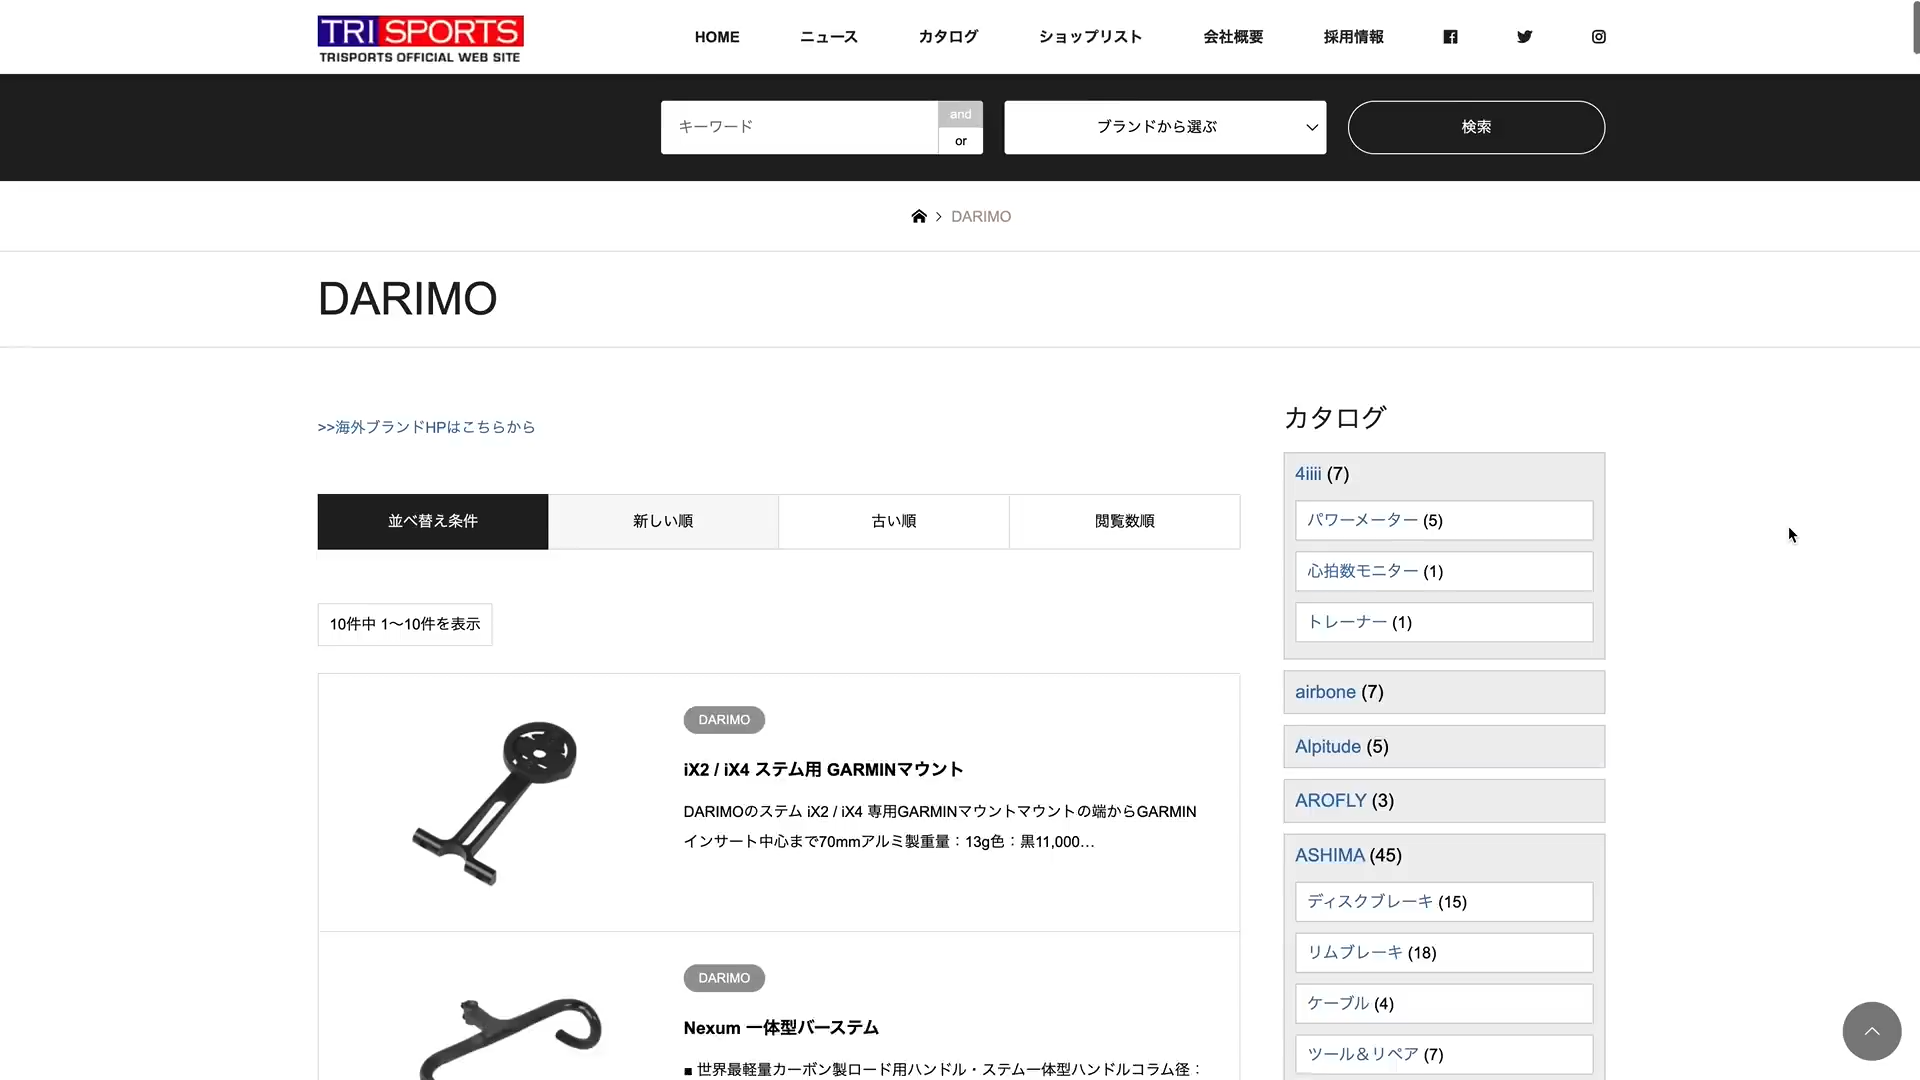 TRISPORTS
TRISPORTS OFFICIAL WEB SITE
HOME
ニュース
カタログ
ショップリスト
会社概要
採用情報
キーワード
and
or
ブランドから選ぶ
検索
DARIMO
DARIMO
>>海外ブランドHPはこちらから
並べ替え条件
新しい順
古い順
閲覧数順
10件中 1〜10件を表示
DARIMO
iX2 / iX4 ステム用 GARMINマウント
DARIMOのステム iX2 / iX4 専用GARMINマウントマウントの端からGARMIN
インサート中心まで70mmアルミ製重量：13g色：黒11,000…
DARIMO
Nexum 一体型バーステム
■ 世界最軽量カーボン製ロード用ハンドル・ステム一体型ハンドルコラム径：
カタログ
4iiii (7)
パワーメーター (5)
心拍数モニター (1)
トレーナー (1)
airbone (7)
Alpitude (5)
AROFLY (3)
ASHIMA (45)
ディスクブレーキ (15)
リムブレーキ (18)
ケーブル (4)
ツール＆リペア (7)